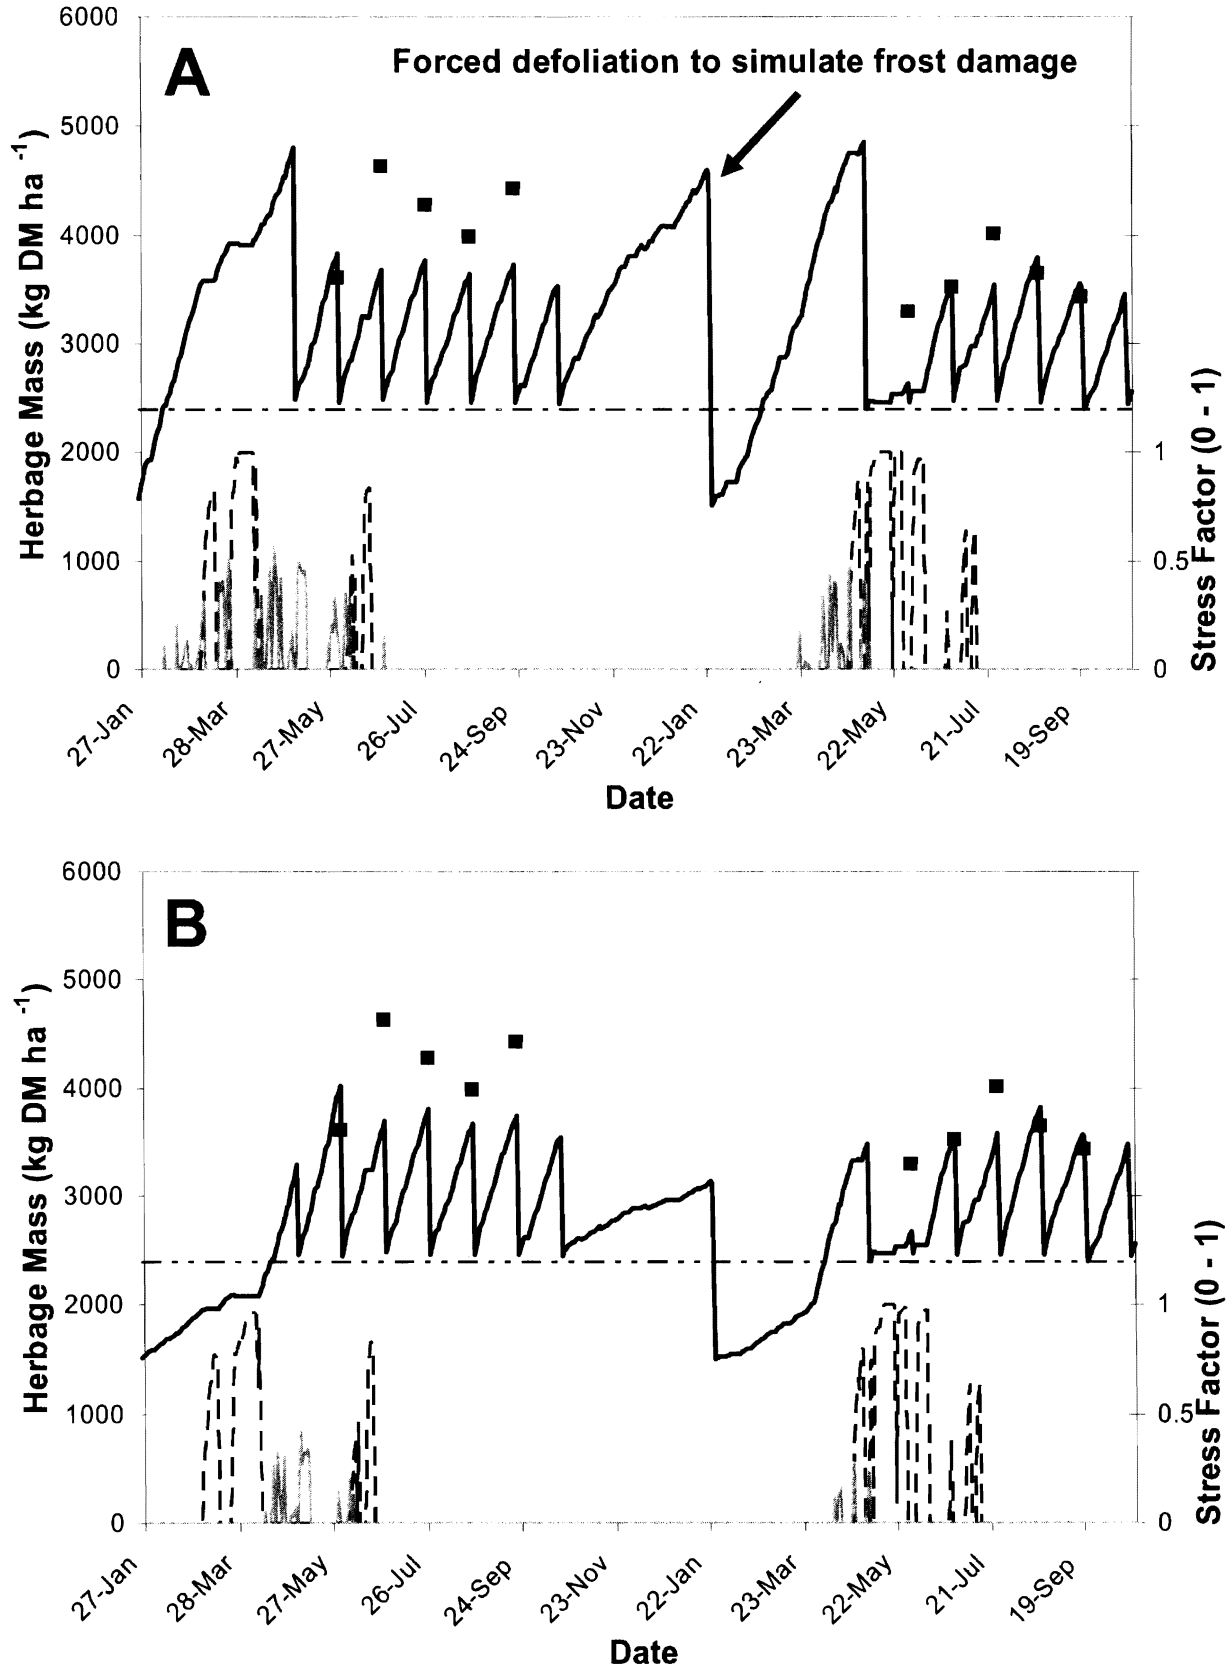 A
Forced defoliation to simulate frost damage
6000
5000
4000
3000
2000
1000
0
Herbage Mass (kg DM ha -1)
1
0.5
0
Stress Factor (0 - 1)
27-Jan
28-Mar
27-May
26-Jul
24-Sep
23-Nov
22-Jan
23-Mar
22-May
21-Jul
19-Sep
Date
B
6000
5000
4000
3000
2000
1000
0
Herbage Mass (kg DM ha -1)
1
0.5
0
Stress Factor (0 - 1)
27-Jan
28-Mar
27-May
26-Jul
24-Sep
23-Nov
22-Jan
23-Mar
22-May
21-Jul
19-Sep
Date